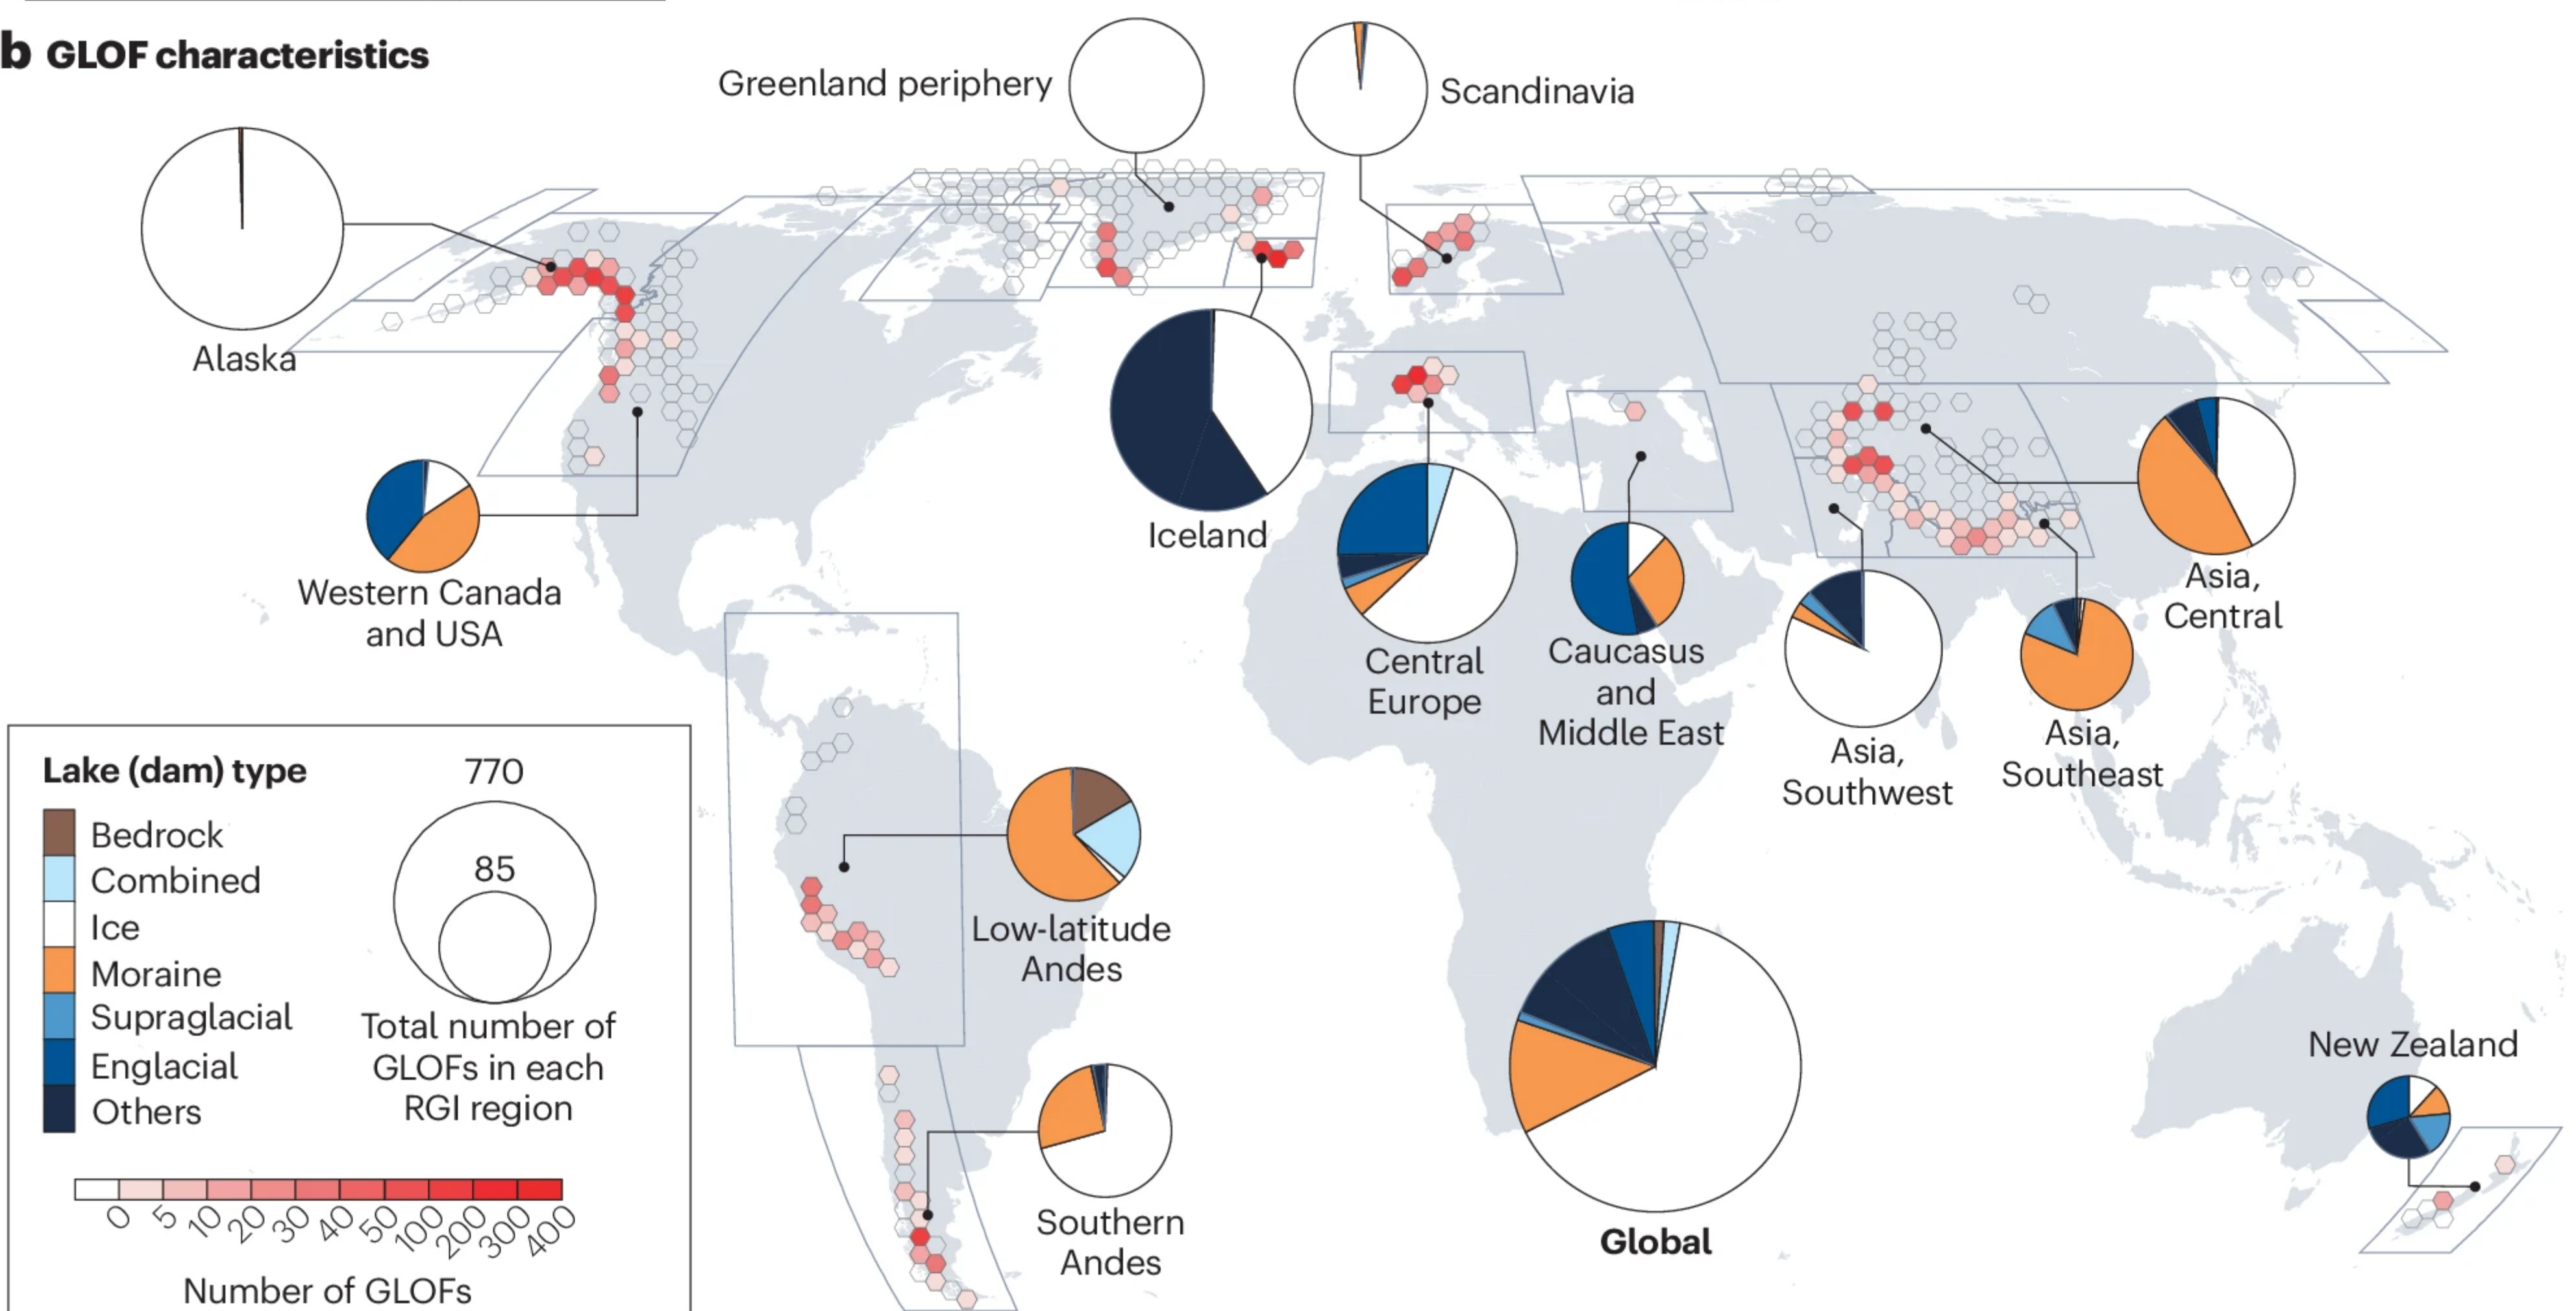 b GLOF characteristics
Greenland periphery
Scandinavia
Alaska
Western Canada
and USA
Iceland
Central
Europe
Caucasus
and
Middle East
Asia,
Southwest
Asia,
Southeast
Asia,
Central
Low-latitude
Andes
Southern
Andes
Global
New Zealand
Lake (dam) type
Bedrock
Combined
Ice
Moraine
Supraglacial
Englacial
Others
770
85
Total number of
GLOFs in each
RGI region
0 5 10 20 30 40 50 100 200 300 400
Number of GLOFs